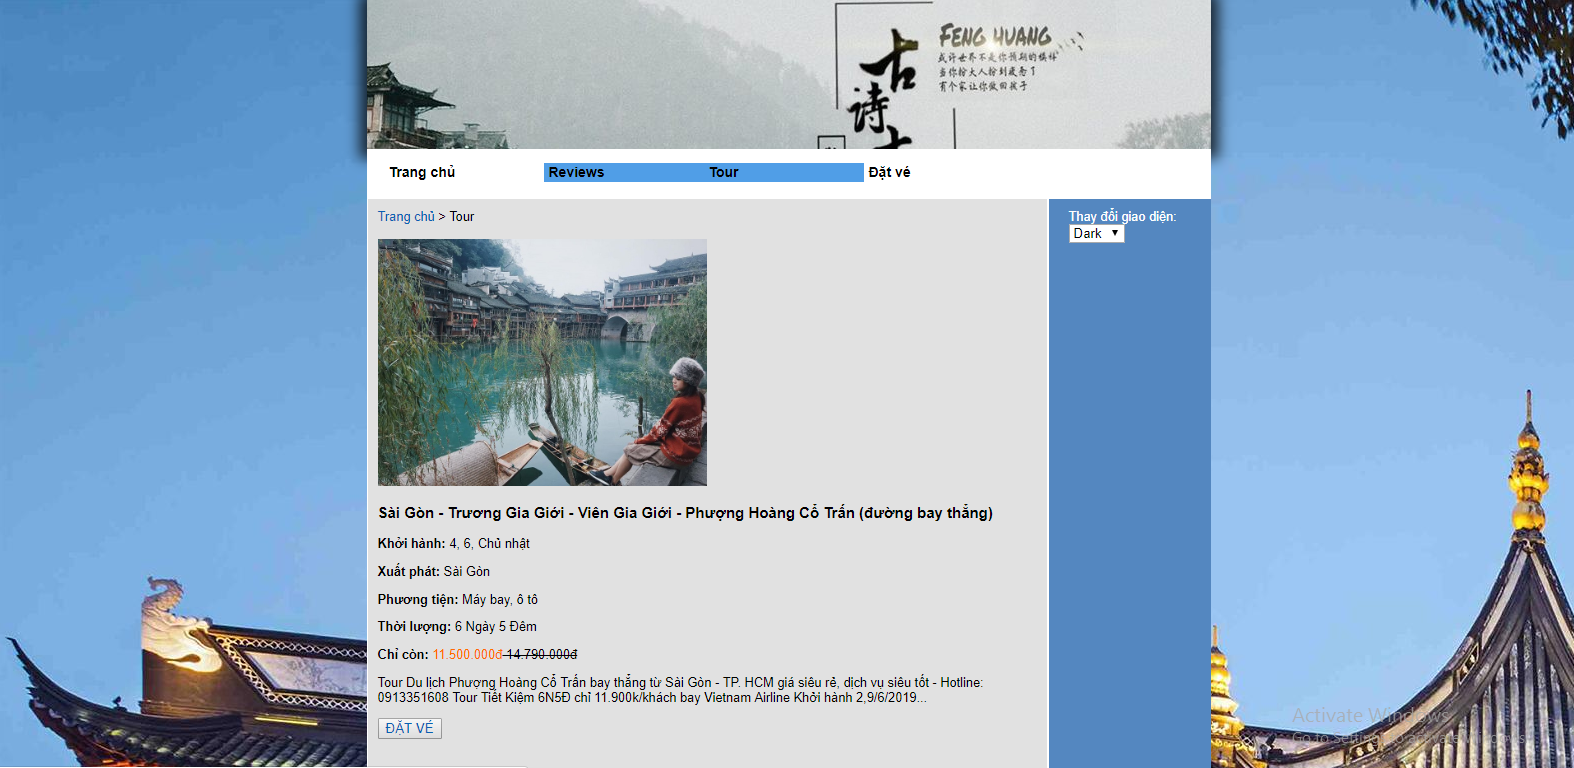 FENG HUANG
或许世界不是你预期的模样
当你扮大人扮到疲惫了
有个家让你做回孩子
古
诗
Trang chủ Reviews Tour Đặt vé
Trang chủ > Tour
Thay đổi giao diện:
Dark
Sài Gòn - Trương Gia Giới - Viên Gia Giới - Phượng Hoàng Cổ Trấn (đường bay thẳng)
Khởi hành: 4, 6, Chủ nhật
Xuất phát: Sài Gòn
Phương tiện: Máy bay, ô tô
Thời lượng: 6 Ngày 5 Đêm
Chỉ còn: 11.500.000đ 14.790.000đ
Tour Du lịch Phượng Hoàng Cổ Trấn bay thẳng từ Sài Gòn - TP. HCM giá siêu rẻ, dịch vụ siêu tốt - Hotline:
0913351608 Tour Tiết Kiệm 6N5Đ chỉ 11.900k/khách bay Vietnam Airline Khởi hành 2,9/6/2019...
ĐẶT VÉ
Activate Windows
Go to Settings to activate Windows.